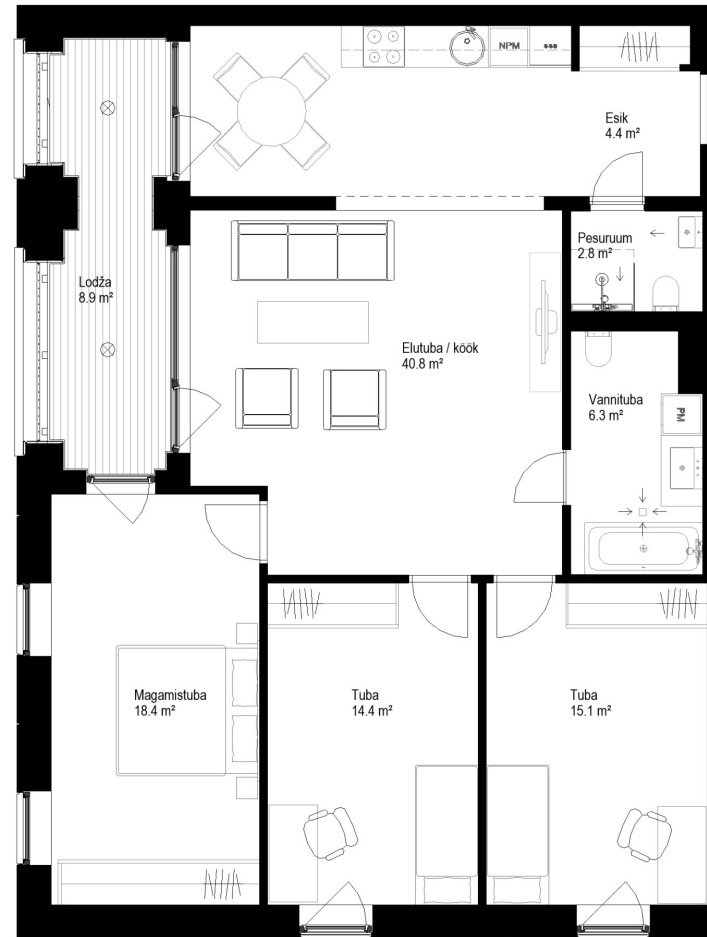 NPM
Esik
4.4 m²
Pesuruum
2.8 m²
Lodža
8.9 m²
Elutuba / köök
40.8 m²
Vannituba
6.3 m²
PM
Magamistuba
18.4 m²
Tuba
14.4 m²
Tuba
15.1 m²